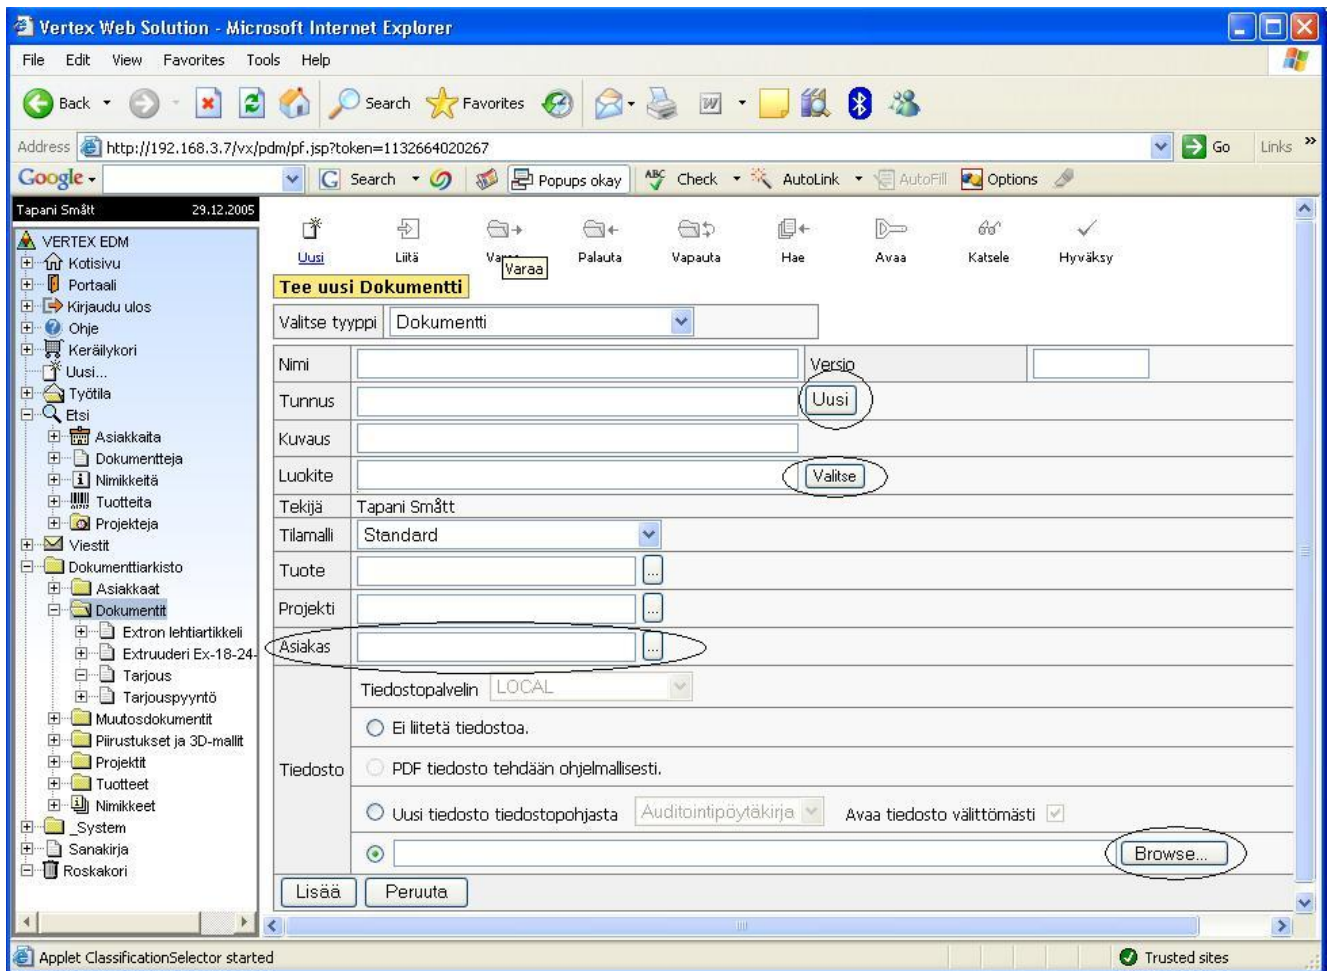 Vertex Web Solution - Microsoft Internet Explorer
File Edit View Favorites Tools Help
Back Search Favorites
Address http://192.168.3.7/vx/pdm/pf.jsp?token=1132664020267 Go Links »
Google G Search Popups okay ABC Check AutoLink AutoFill Options
Tapani Smått 29.12.2005
VERTEX EDM
Kotisivu
Portaali
Kirjaudu ulos
Ohje
Keräilykori
Uusi...
Työtila
Etsi
Asiakkaita
Dokumentteja
Nimikkeitä
Tuotteita
Projekteja
Viestit
Dokumenttiarkisto
Asiakkaat
Dokumentit
Extron lehtiartikkeli
Extruuderi Ex-18-24-
Tarjous
Tarjouspyyntö
Muutosdokumentit
Piirustukset ja 3D-mallit
Projektit
Tuotteet
Nimikkeet
_System
Sanakirja
Roskakori
Uusi Liitä Varaa Palauta Vapauta Hae Avaa Katsele Hyväksy
Varaa
Tee uusi Dokumentti
Valitse tyyppi Dokumentti
Nimi Versio
Tunnus Uusi
Kuvaus
Luokite Valitse
Tekijä Tapani Smått
Tilamalli Standard
Tuote ...
Projekti ...
Asiakas ...
Tiedostopalvelin LOCAL
Ei liitetä tiedostoa.
Tiedosto PDF tiedosto tehdään ohjelmallisesti.
Uusi tiedosto tiedostopohjasta Auditointipöytäkirja Avaa tiedosto välittömästi
Browse...
Lisää Peruuta
Applet ClassificationSelector started Trusted sites